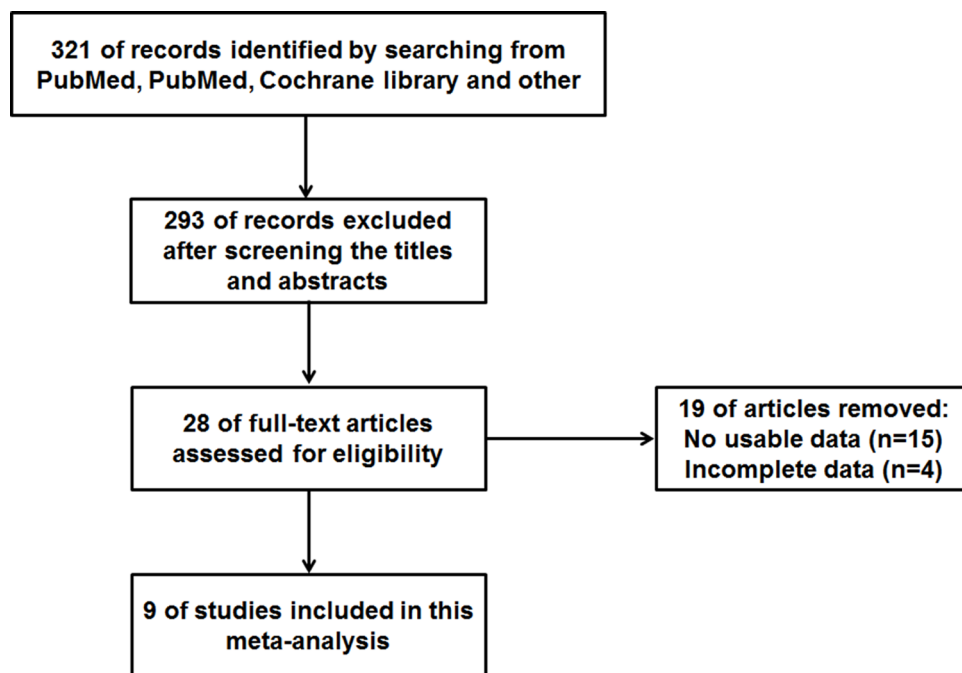 321 of records identified by searching from
PubMed, PubMed, Cochrane library and other
293 of records excluded
after screening the titles
and abstracts
28 of full-text articles
assessed for eligibility
19 of articles removed:
No usable data (n=15)
Incomplete data (n=4)
9 of studies included in this
meta-analysis